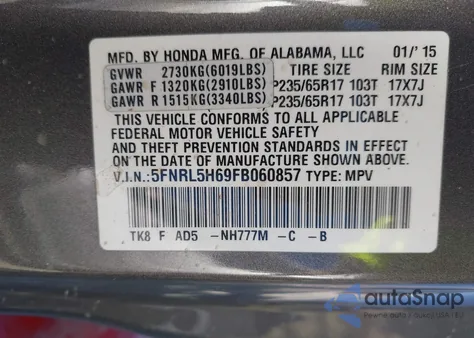 MFD. BY HONDA MFG. OF ALABAMA, LLC 01/'15
GVWR 2730KG(6019LBS) TIRE SIZE RIM SIZE
GAWR F 1320KG(2910LBS) P235/65R17 103T 17X7J
GAWR R 1515KG(3340LBS) P235/65R17 103T 17X7J
THIS VEHICLE CONFORMS TO ALL APPLICABLE
FEDERAL MOTOR VEHICLE SAFETY
AND THEFT PREVENTION STANDARDS IN EFFECT
ON THE DATE OF MANUFACTURE SHOWN ABOVE.
V.I.N.: 5FNRL5H69FB060857 TYPE: MPV
TK8 F AD5 -NH777M -C -B
autoSnap